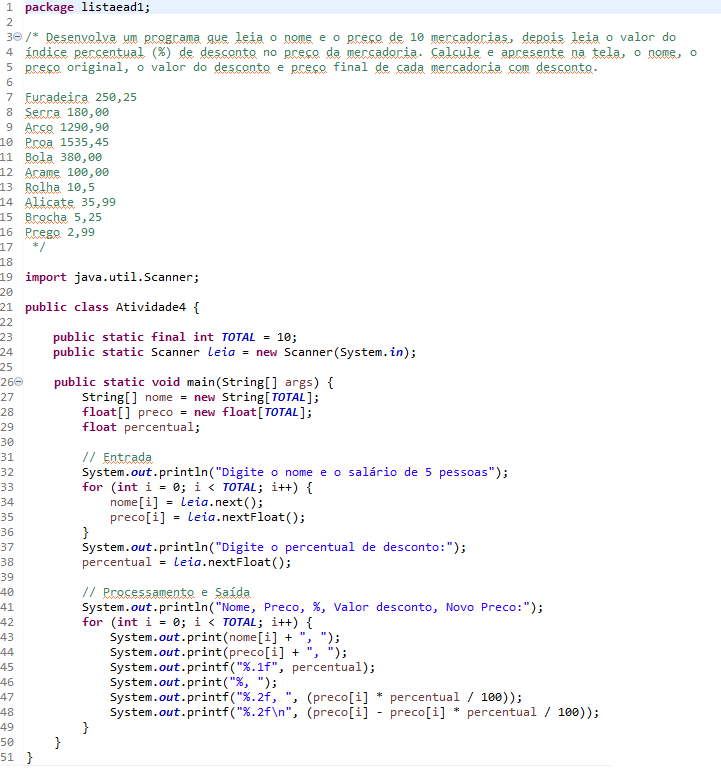 1 package listaead1;
2
3 /* Desenvolva um programa que leia o nome e o preço de 10 mercadorias, depois leia o valor do
4 índice percentual (%) de desconto no preço da mercadoria. Calcule e apresente na tela, o nome, o
5 preço original, o valor do desconto e preço final de cada mercadoria com desconto.
6
7 Furadeira 250,25
8 Serra 180,00
9 Arco 1290,90
10 Proa 1535,45
11 Bola 380,00
12 Arame 100,00
13 Rolha 10,5
14 Alicate 35,99
15 Brocha 5,25
16 Prego 2,99
17  */
18
19 import java.util.Scanner;
20
21 public class Atividade4 {
22
23     public static final int TOTAL = 10;
24     public static Scanner leia = new Scanner(System.in);
25
26     public static void main(String[] args) {
27         String[] nome = new String[TOTAL];
28         float[] preco = new float[TOTAL];
29         float percentual;
30
31         // Entrada
32         System.out.println("Digite o nome e o salário de 5 pessoas");
33         for (int i = 0; i < TOTAL; i++) {
34             nome[i] = leia.next();
35             preco[i] = leia.nextFloat();
36         }
37         System.out.println("Digite o percentual de desconto:");
38         percentual = leia.nextFloat();
39
40         // Processamento e Saída
41         System.out.println("Nome, Preco, %, Valor desconto, Novo Preco:");
42         for (int i = 0; i < TOTAL; i++) {
43             System.out.print(nome[i] + ", ");
44             System.out.print(preco[i] + ", ");
45             System.out.printf("%.1f", percentual);
46             System.out.print("%, ");
47             System.out.printf("%.2f, ", (preco[i] * percentual / 100));
48             System.out.printf("%.2f\n", (preco[i] - preco[i] * percentual / 100));
49         }
50     }
51 }